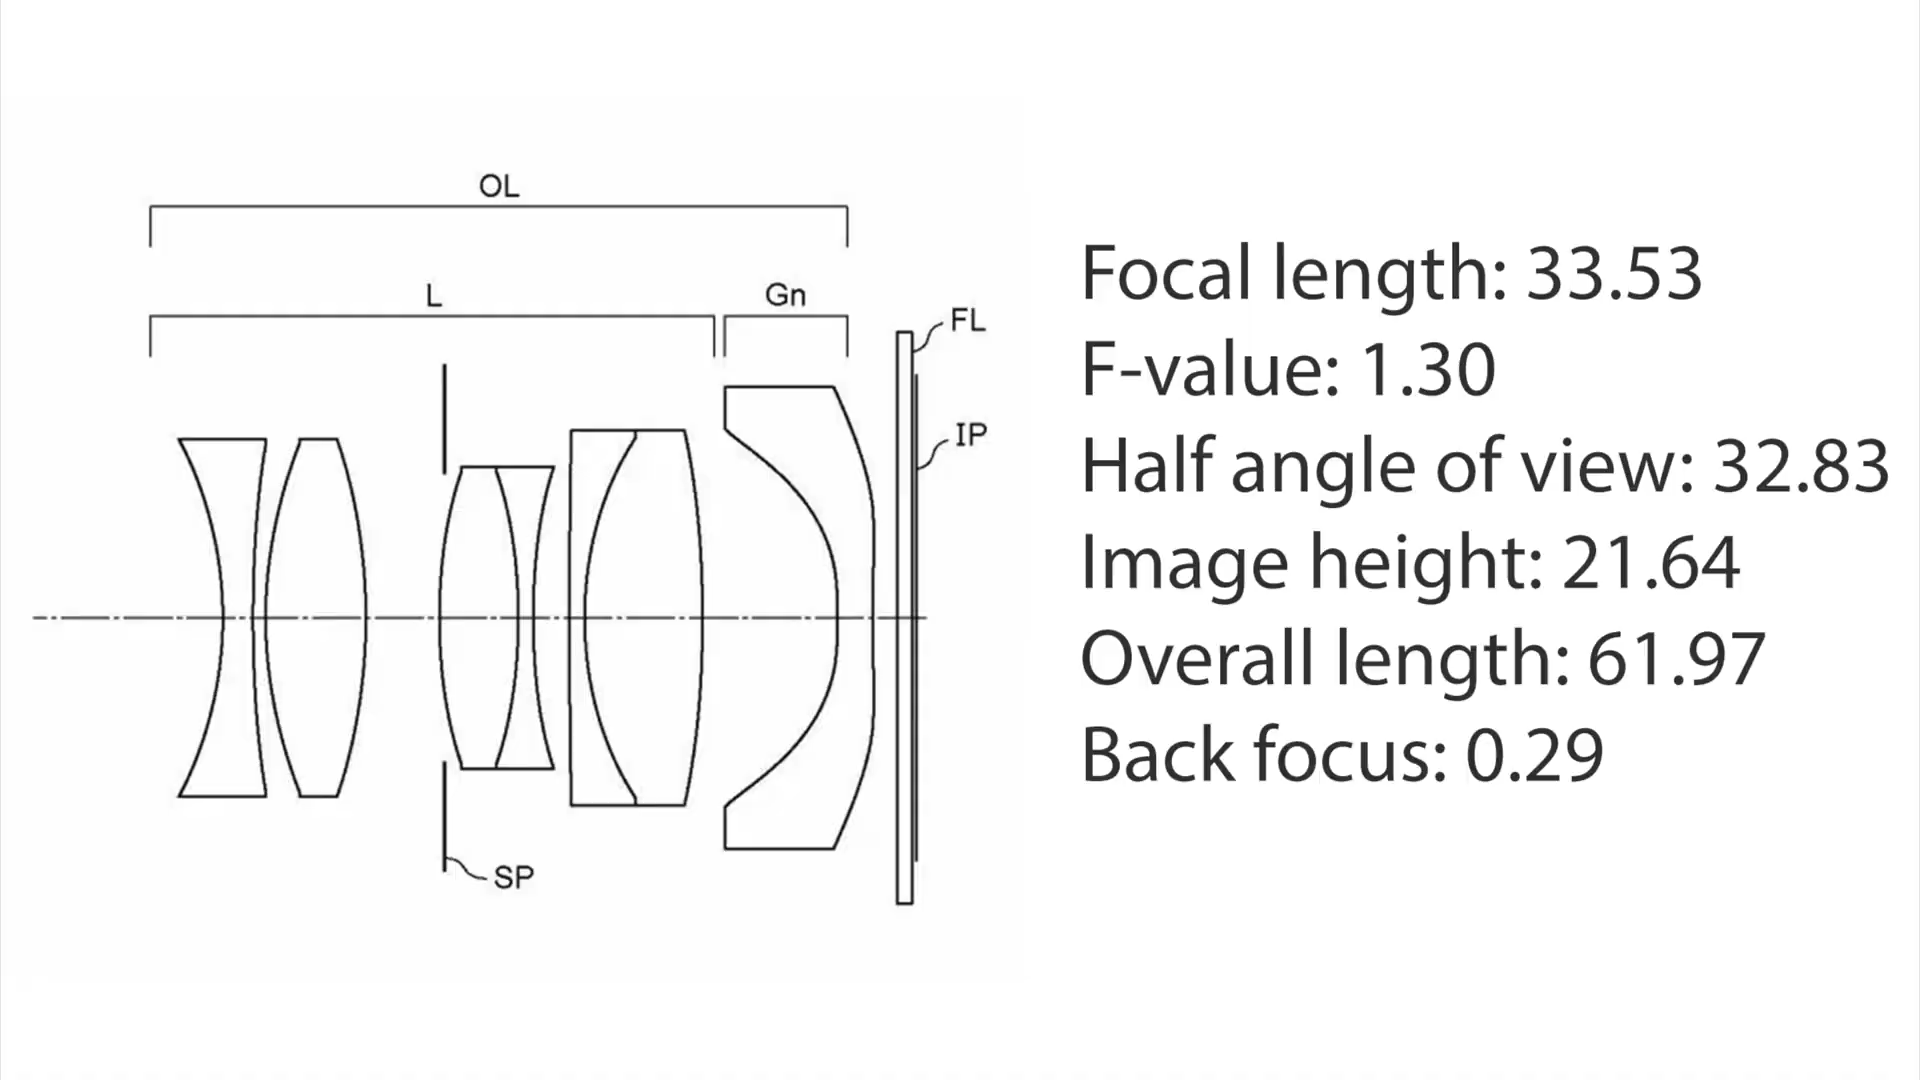 OL
L
Gn
FL
IP
SP
Focal length: 33.53
F-value: 1.30
Half angle of view: 32.83
Image height: 21.64
Overall length: 61.97
Back focus: 0.29